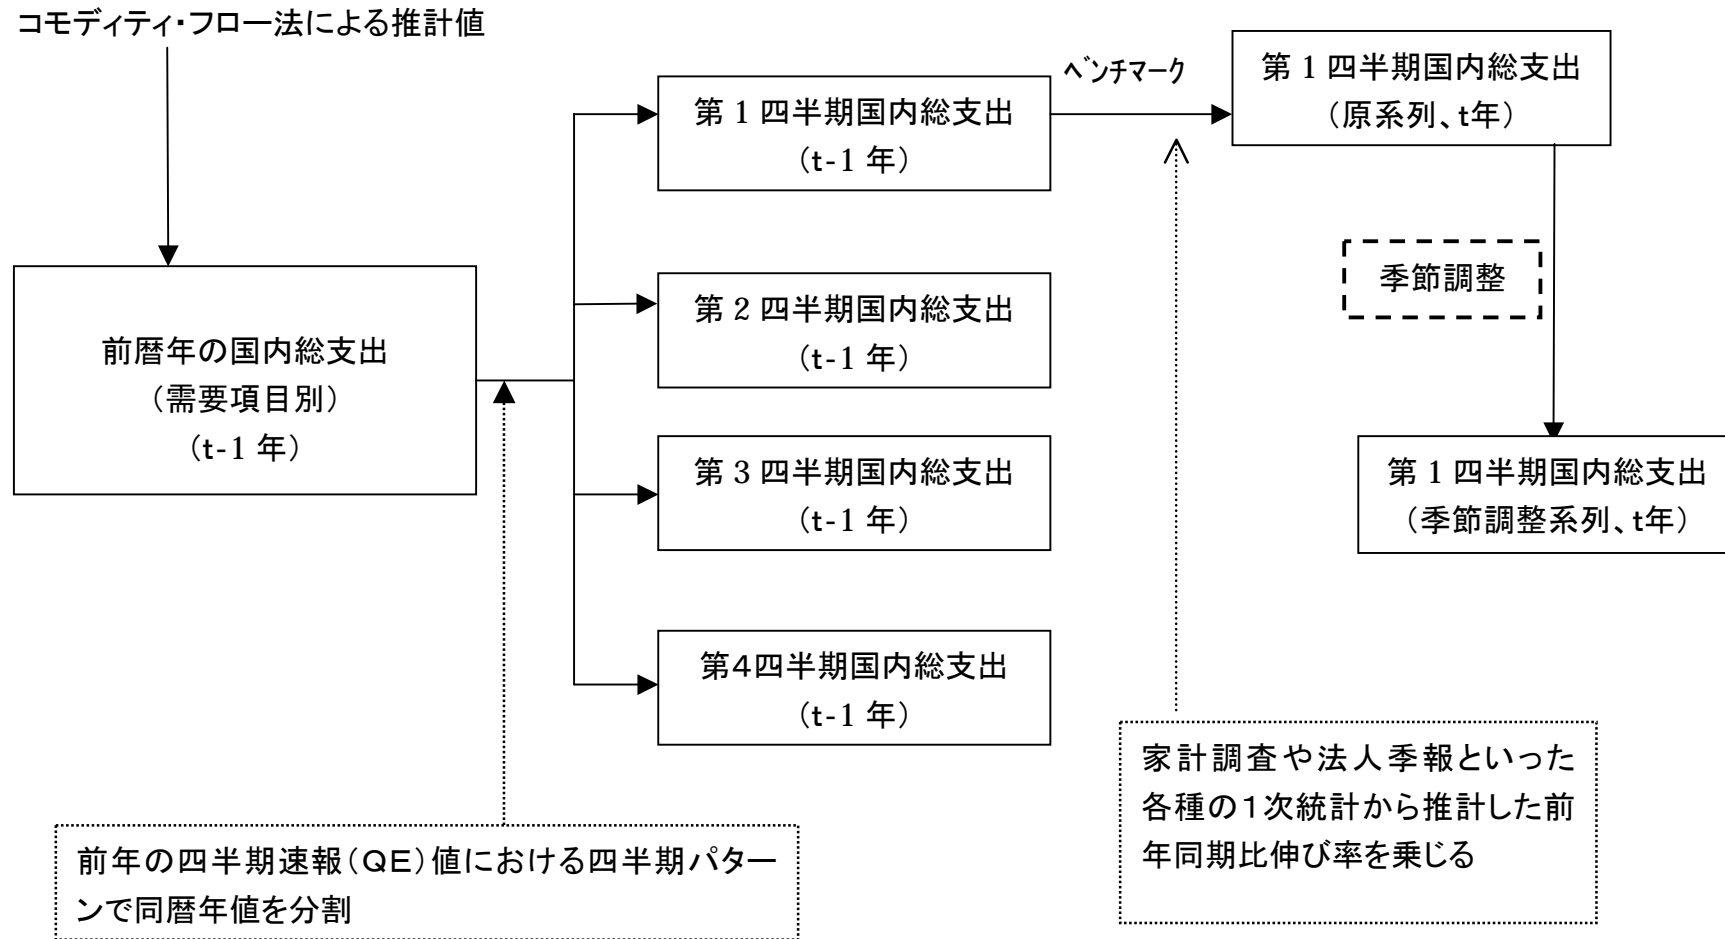 コモディティ・フロー法による推計値
前暦年の国内総支出
（需要項目別）
（t-1 年）
前年の四半期速報（QE）値における四半期パター
ンで同暦年値を分割
第 1 四半期国内総支出
（t-1 年）
第 2 四半期国内総支出
（t-1 年）
第 3 四半期国内総支出
（t-1 年）
第4四半期国内総支出
（t-1 年）
ベンチマーク
家計調査や法人季報といった
各種の1次統計から推計した前
年同期比伸び率を乗じる
第 1 四半期国内総支出
（原系列、t年）
季節調整
第 1 四半期国内総支出
（季節調整系列、t年）